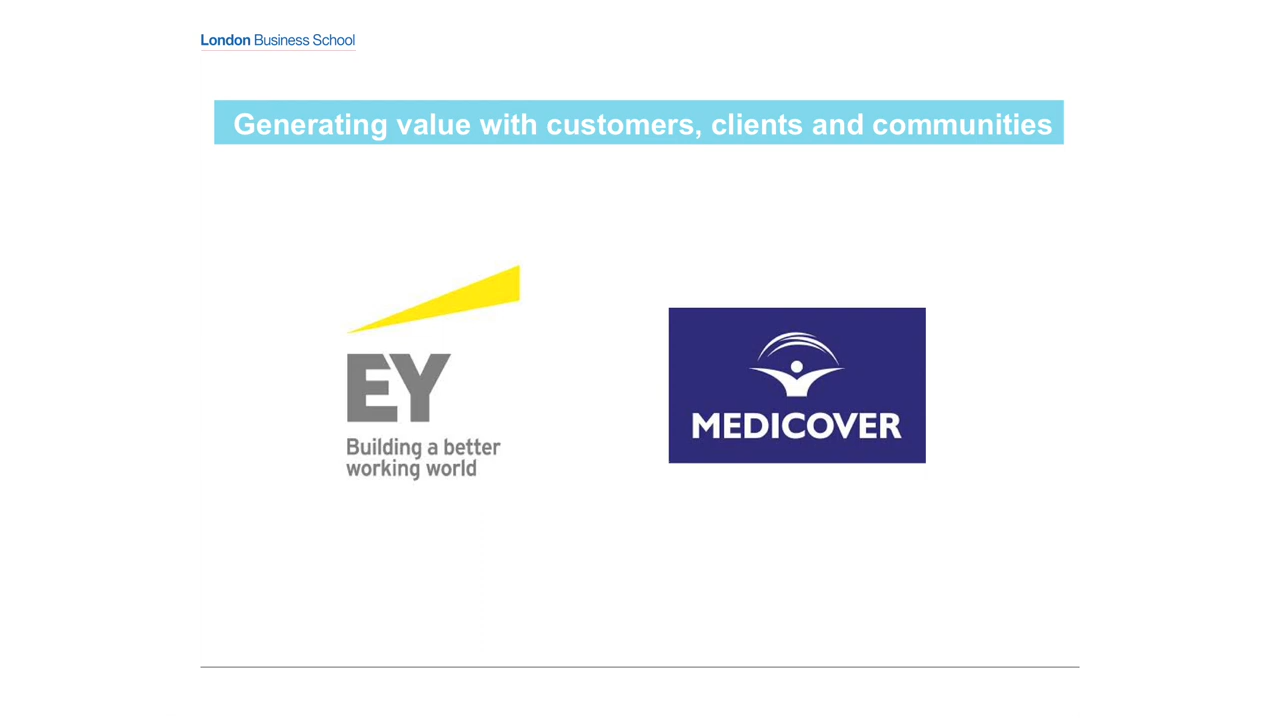 London Business School
Generating value with customers, clients and communities
EY
Building a better
working world
MEDICOVER